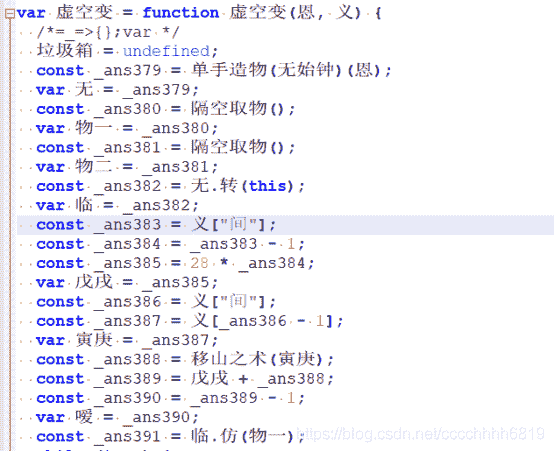 var 虚空变 = function 虚空变(恩, 义) {
/*=_=>{};var */
垃圾箱 = undefined;
const _ans379 = 单手造物(无始钟)(恩);
var 无 = _ans379;
const _ans380 = 隔空取物();
var 物一 = _ans380;
const _ans381 = 隔空取物();
var 物二 = _ans381;
const _ans382 = 无.转(this);
var 临 = _ans382;
const _ans383 = 义["间"];
const _ans384 = _ans383 - 1;
const _ans385 = 28 * _ans384;
var 戊戌 = _ans385;
const _ans386 = 义["间"];
const _ans387 = 义[_ans386 - 1];
var 寅庚 = _ans387;
const _ans388 = 移山之术(寅庚);
const _ans389 = 戊戌 + _ans388;
const _ans390 = _ans389 - 1;
var 嗳 = _ans390;
const _ans391 = 临.仿(物一);
https://blog.csdn.net/cccchhhh6819